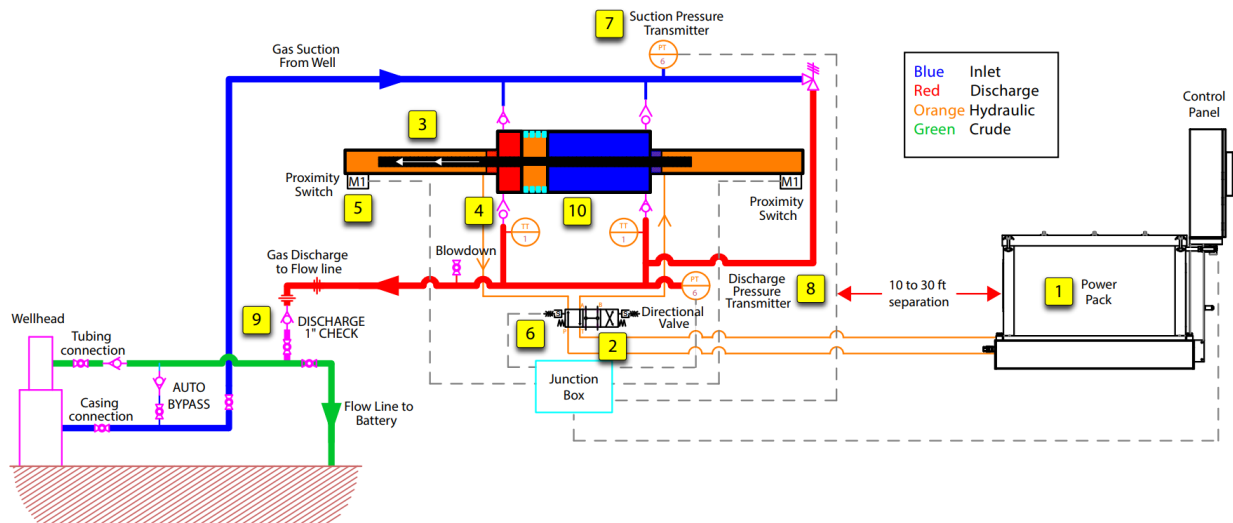 7
Suction Pressure
Transmitter
PT
6
Gas Suction
From Well
Blue Inlet
Red Discharge
Orange Hydraulic
Green Crude
Control
Panel
3
Proximity
Switch
M1
5
4
10
M1
Proximity
Switch
TT
1
TT
1
Gas Discharge
to Flow line
Blowdown
PT
6
Discharge
Pressure
Transmitter
8
10 to 30 ft
separation
1
Power
Pack
9
DISCHARGE
1" CHECK
6
S
S
Directional
Valve
2
Wellhead
Tubing
connection
AUTO
BYPASS
Casing
connection
Flow Line to
Battery
Junction
Box